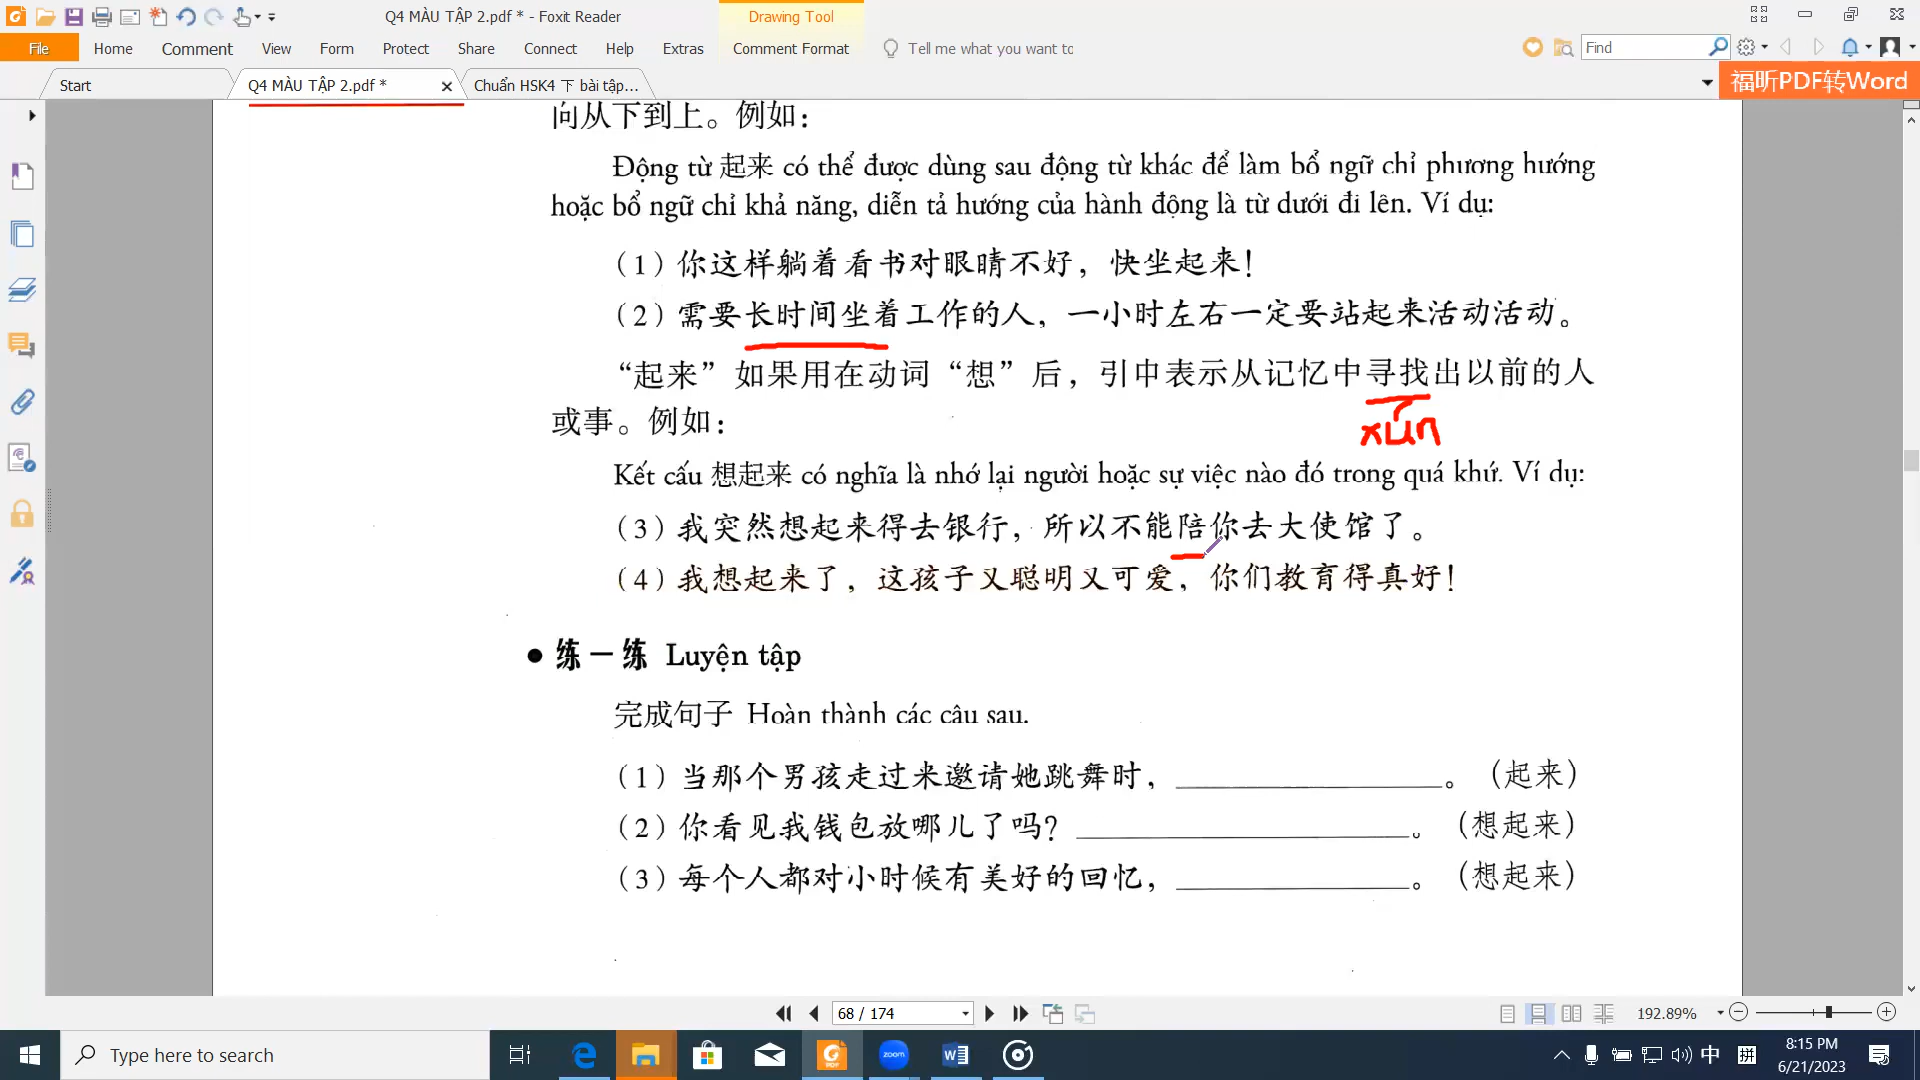 Q4 MÀU TẬP 2.pdf * - Foxit Reader
Drawing Tool
File
Home
Comment
View
Form
Protect
Share
Connect
Help
Extras
Comment Format
Tell me what you want to
Find
Start
Q4 MÀU TẬP 2.pdf *
Chuẩn HSK4 下 bài tập...
福昕PDF转Word
向从下到上。例如：
Động từ 起来 có thể được dùng sau động từ khác để làm bổ ngữ chỉ phương hướng
hoặc bổ ngữ chỉ khả năng, diễn tả hướng của hành động là từ dưới đi lên. Ví dụ:
（1）你这样躺着看书对眼睛不好，快坐起来！
（2）需要长时间坐着工作的人，一小时左右一定要站起来活动活动。
“起来”如果用在动词“想”后，引申表示从记忆中寻找出以前的人
xún
或事。例如：
Kết cấu 想起来 có nghĩa là nhớ lại người hoặc sự việc nào đó trong quá khứ. Ví dụ:
（3）我突然想起来得去银行，所以不能陪你去大使馆了。
（4）我想起来了，这孩子又聪明又可爱，你们教育得真好！
● 练一练 Luyện tập
完成句子 Hoàn thành các câu sau.
（1）当那个男孩走过来邀请她跳舞时，__________________。（起来）
（2）你看见我钱包放哪儿了吗？______________________。（想起来）
（3）每个人都对小时候有美好的回忆，________________。（想起来）
68 / 174
192.89%
Type here to search
zoom
中
拼
8:15 PM
6/21/2023